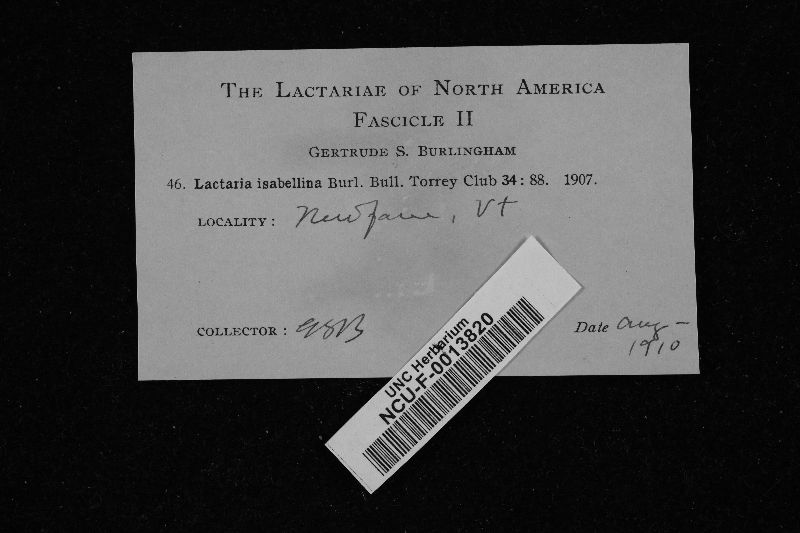 THE LACTARIAE OF NORTH AMERICA
FASCICLE II
GERTRUDE S. BURLINGHAM
46. Lactaria isabellina Burl. Bull. Torrey Club 34: 88. 1907.
LOCALITY: Newfane, Vt
COLLECTOR: GSB
Date Aug -
1910
UNC Herbarium
NCU-F-0013820